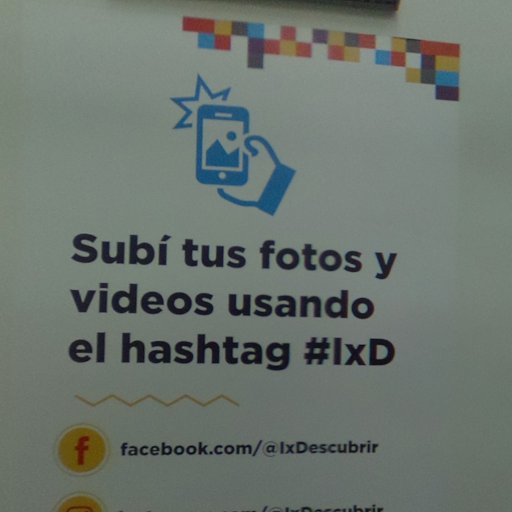 Subí tus fotos y
videos usando
el hashtag #IxD
facebook.com/@IxDescubrir